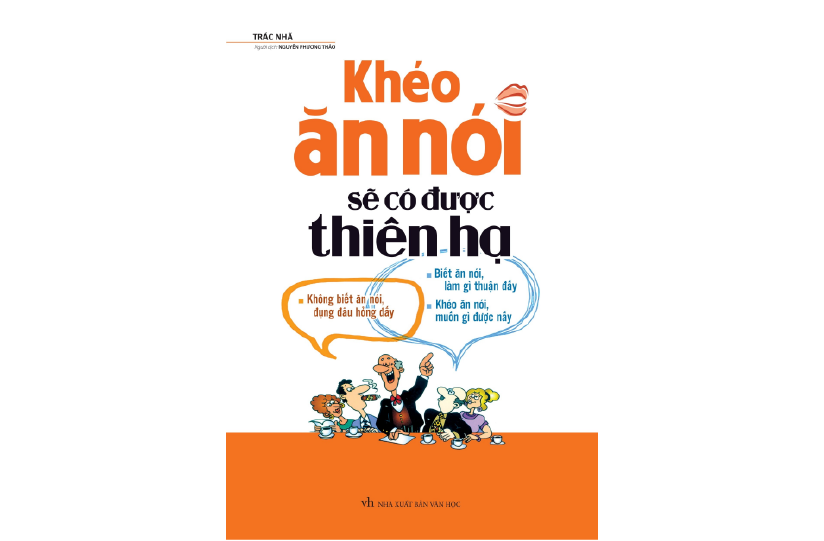 TRÁC NHÃ
Người dịch: NGUYỄN PHƯƠNG THẢO
Khéo
ăn nói
sẽ có được
thiên hạ
Biết ăn nói,
làm gì thuận đấy
Không biết ăn nói,
đụng đâu hỏng đấy
Khéo ăn nói,
muốn gì được nấy
vh NHÀ XUẤT BẢN VĂN HỌC